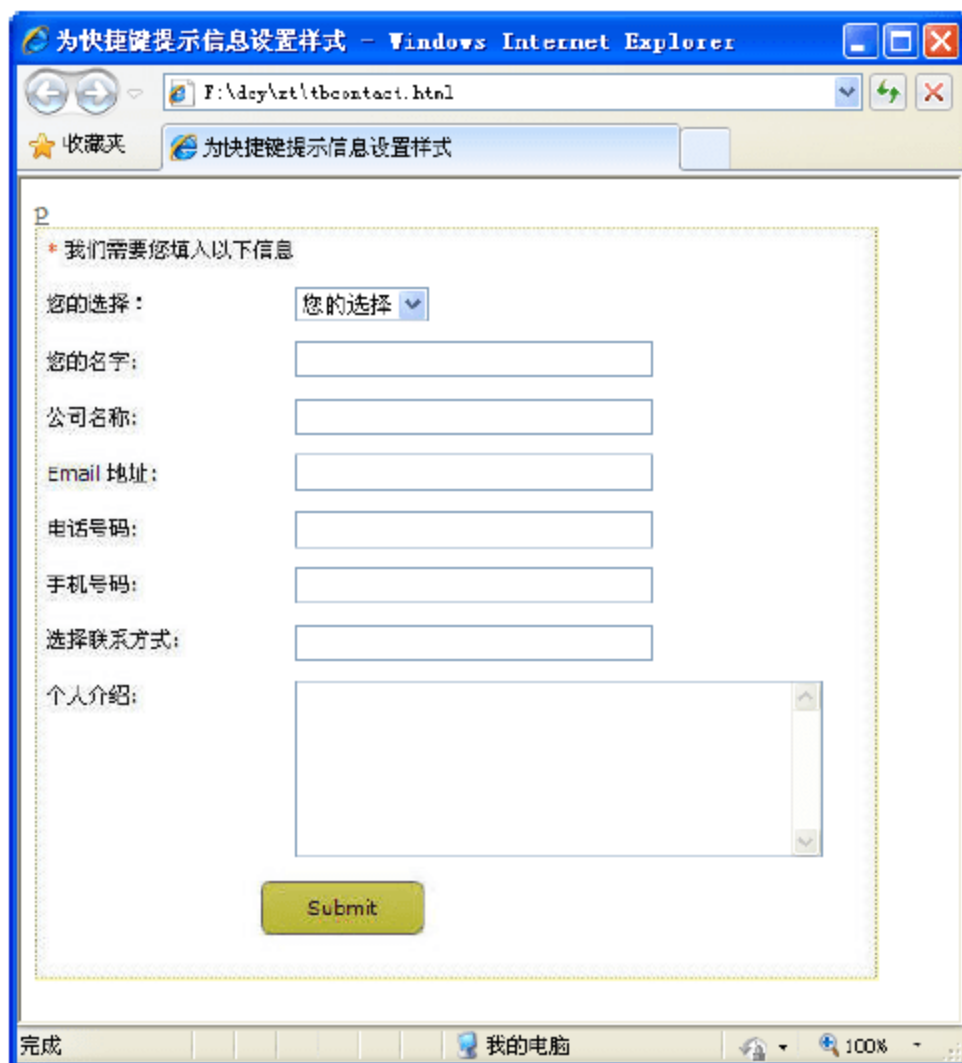 为快捷键提示信息设置样式 - Windows Internet Explorer
F:\dcy\zt\tbcontact.html
收藏夹 为快捷键提示信息设置样式
P
* 我们需要您填入以下信息
您的选择： 您的选择
您的名字:
公司名称:
Email 地址:
电话号码:
手机号码:
选择联系方式:
个人介绍:
Submit
完成 我的电脑 100%